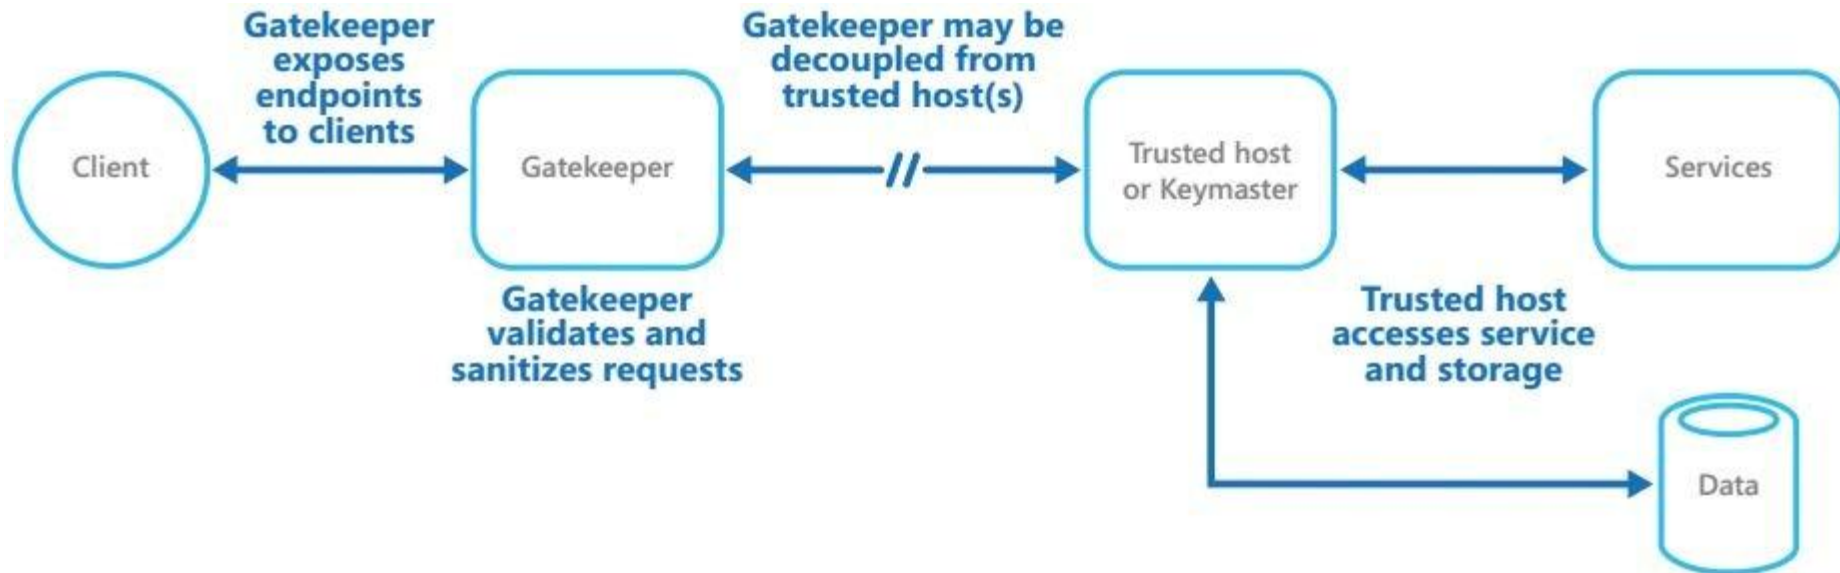 Gatekeeper
exposes
endpoints
to clients
Gatekeeper may be
decoupled from
trusted host(s)
Client
Gatekeeper
Trusted host
or Keymaster
Services
Gatekeeper
validates and
sanitizes requests
Trusted host
accesses service
and storage
Data